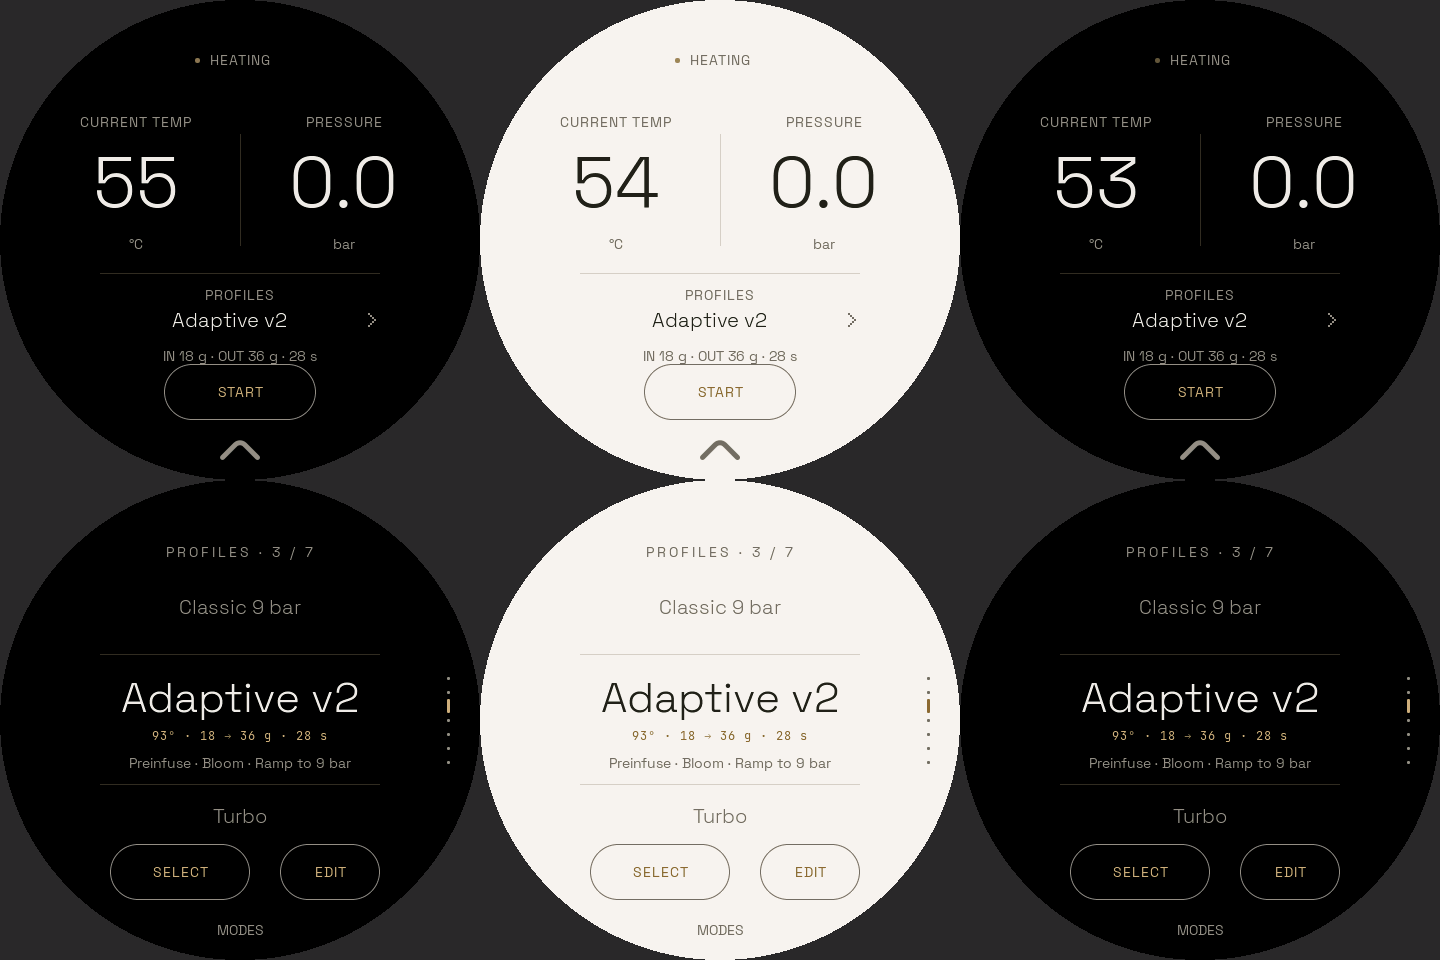 HEATING
CURRENT TEMP PRESSURE
55 0.0
°C bar
PROFILES
Adaptive v2
IN 18 g · OUT 36 g · 28 s
START
HEATING
CURRENT TEMP PRESSURE
54 0.0
°C bar
PROFILES
Adaptive v2
IN 18 g · OUT 36 g · 28 s
START
HEATING
CURRENT TEMP PRESSURE
53 0.0
°C bar
PROFILES
Adaptive v2
IN 18 g · OUT 36 g · 28 s
START
PROFILES · 3 / 7
Classic 9 bar
Adaptive v2
93° · 18 → 36 g · 28 s
Preinfuse · Bloom · Ramp to 9 bar
Turbo
SELECT EDIT
MODES
PROFILES · 3 / 7
Classic 9 bar
Adaptive v2
93° · 18 → 36 g · 28 s
Preinfuse · Bloom · Ramp to 9 bar
Turbo
SELECT EDIT
MODES
PROFILES · 3 / 7
Classic 9 bar
Adaptive v2
93° · 18 → 36 g · 28 s
Preinfuse · Bloom · Ramp to 9 bar
Turbo
SELECT EDIT
MODES